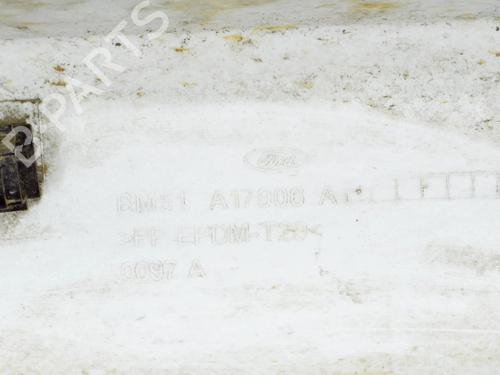 B PARTS
Ford
BM51 A17906 A
>PP-EPDM-T20<
0097 A